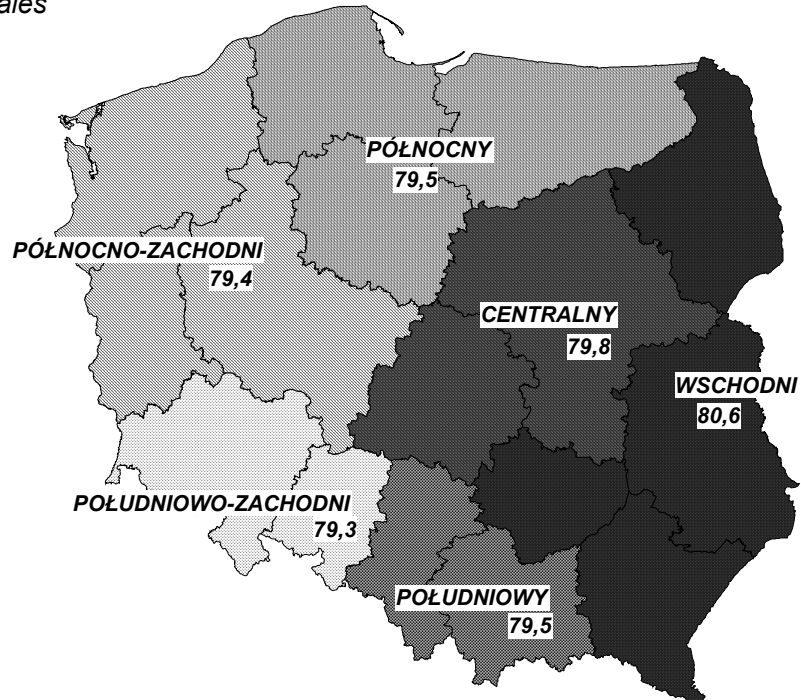 PÓŁNOCNY
79,5
PÓŁNOCNO-ZACHODNI
79,4
CENTRALNY
79,8
WSCHODNI
80,6
POŁUDNIOWO-ZACHODNI
79,3
POŁUDNIOWY
79,5